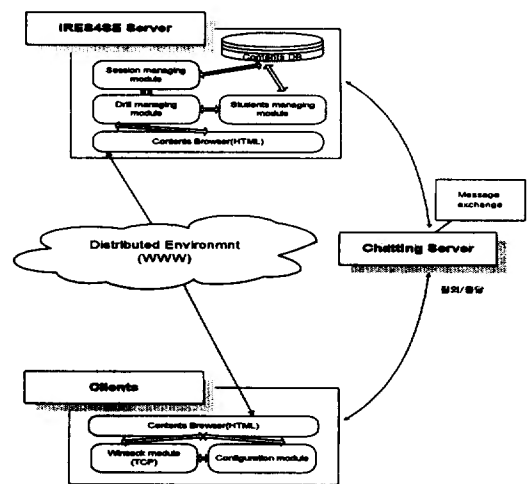 IRES4SE Server
Contents DB
Session managing
module
Drill managing
module
Students managing
module
Contents Browser(HTML)
Message
exchange
Distributed Environmnt
(WWW)
Chatting Server
질의/응답
Clients
Contents Browser(HTML)
Winsock module
(TCP)
Configuration module